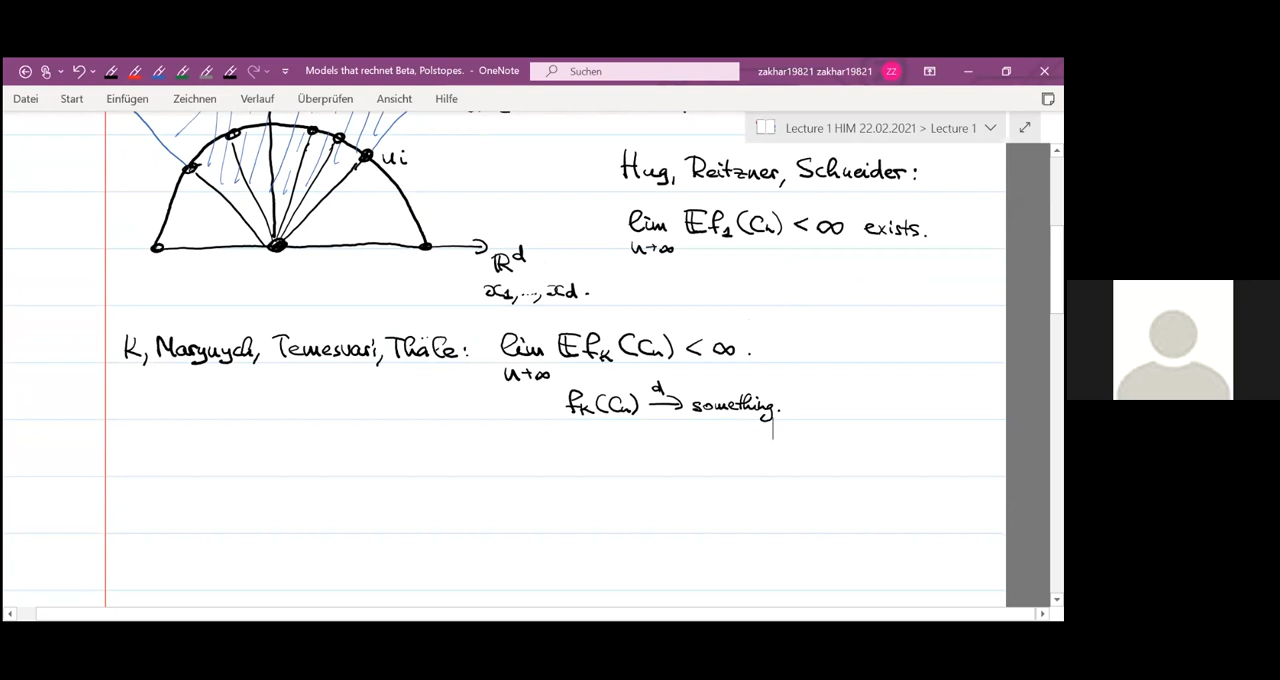 Models that rechnet Beta, Polstopes. - OneNote
Suchen
zakhar19821 zakhar19821
ZZ
Datei Start Einfügen Zeichnen Verlauf Überprüfen Ansicht Hilfe
Lecture 1 HIM 22.02.2021 > Lecture 1
ui
Hug, Reitzner, Schneider:
lim E f₁(Cn) < ∞ exists.
n→∞
ℝᵈ
x₁,...,xd.
K, Marynych, Temesvari, Thäle: lim E fₖ(Cn) < ∞.
n→∞
fₖ(Cn) →ᵈ something.